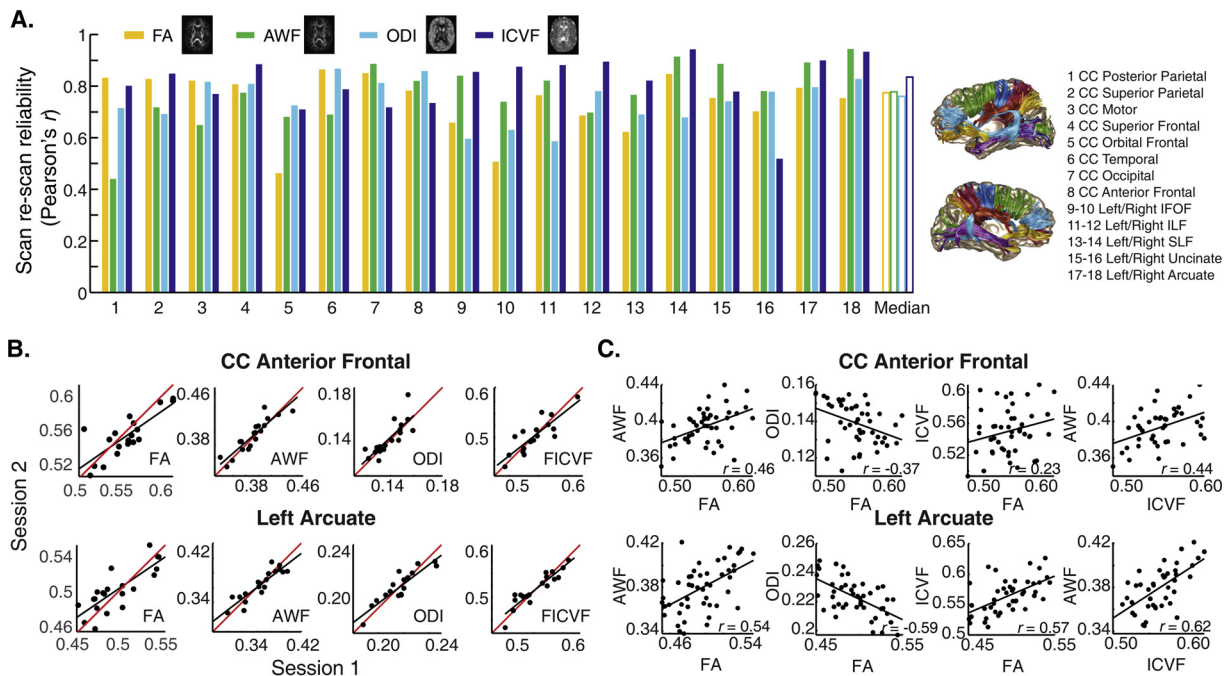 A.
FA AWF ODI ICVF
Scan re-scan reliability
(Pearson's r)
1
0.8
0.6
0.4
0.2
0
1 2 3 4 5 6 7 8 9 10 11 12 13 14 15 16 17 18 Median
1 CC Posterior Parietal
2 CC Superior Parietal
3 CC Motor
4 CC Superior Frontal
5 CC Orbital Frontal
6 CC Temporal
7 CC Occipital
8 CC Anterior Frontal
9-10 Left/Right IFOF
11-12 Left/Right ILF
13-14 Left/Right SLF
15-16 Left/Right Uncinate
17-18 Left/Right Arcuate
B.
CC Anterior Frontal
Session 2
0.6
0.55
0.5
FA
0.5 0.55 0.6
0.46
0.38
AWF
0.38 0.46
0.18
0.14
ODI
0.14 0.18
0.6
0.5
FICVF
0.5 0.6
Left Arcuate
0.54
0.5
0.46
FA
0.45 0.5 0.55
0.42
0.34
AWF
0.34 0.42
0.24
0.20
ODI
0.20 0.24
0.6
0.5
FICVF
0.5 0.6
Session 1
C.
CC Anterior Frontal
AWF
0.44
0.4
0.36
r = 0.46
0.50 0.60
FA
ODI
0.16
0.14
0.12
r = -0.37
0.50 0.60
FA
ICVF
0.6
0.56
0.52
r = 0.23
0.50 0.60
FA
AWF
0.44
0.4
0.36
r = 0.44
0.50 0.60
ICVF
Left Arcuate
AWF
0.42
0.38
0.34
r = 0.54
0.46 0.54
FA
ODI
0.26
0.24
0.22
0.2
r = -0.59
0.45 0.55
FA
ICVF
0.65
0.6
0.55
0.5
r = 0.57
0.45 0.55
FA
AWF
0.42
0.38
0.34
r = 0.62
0.50 0.60
ICVF